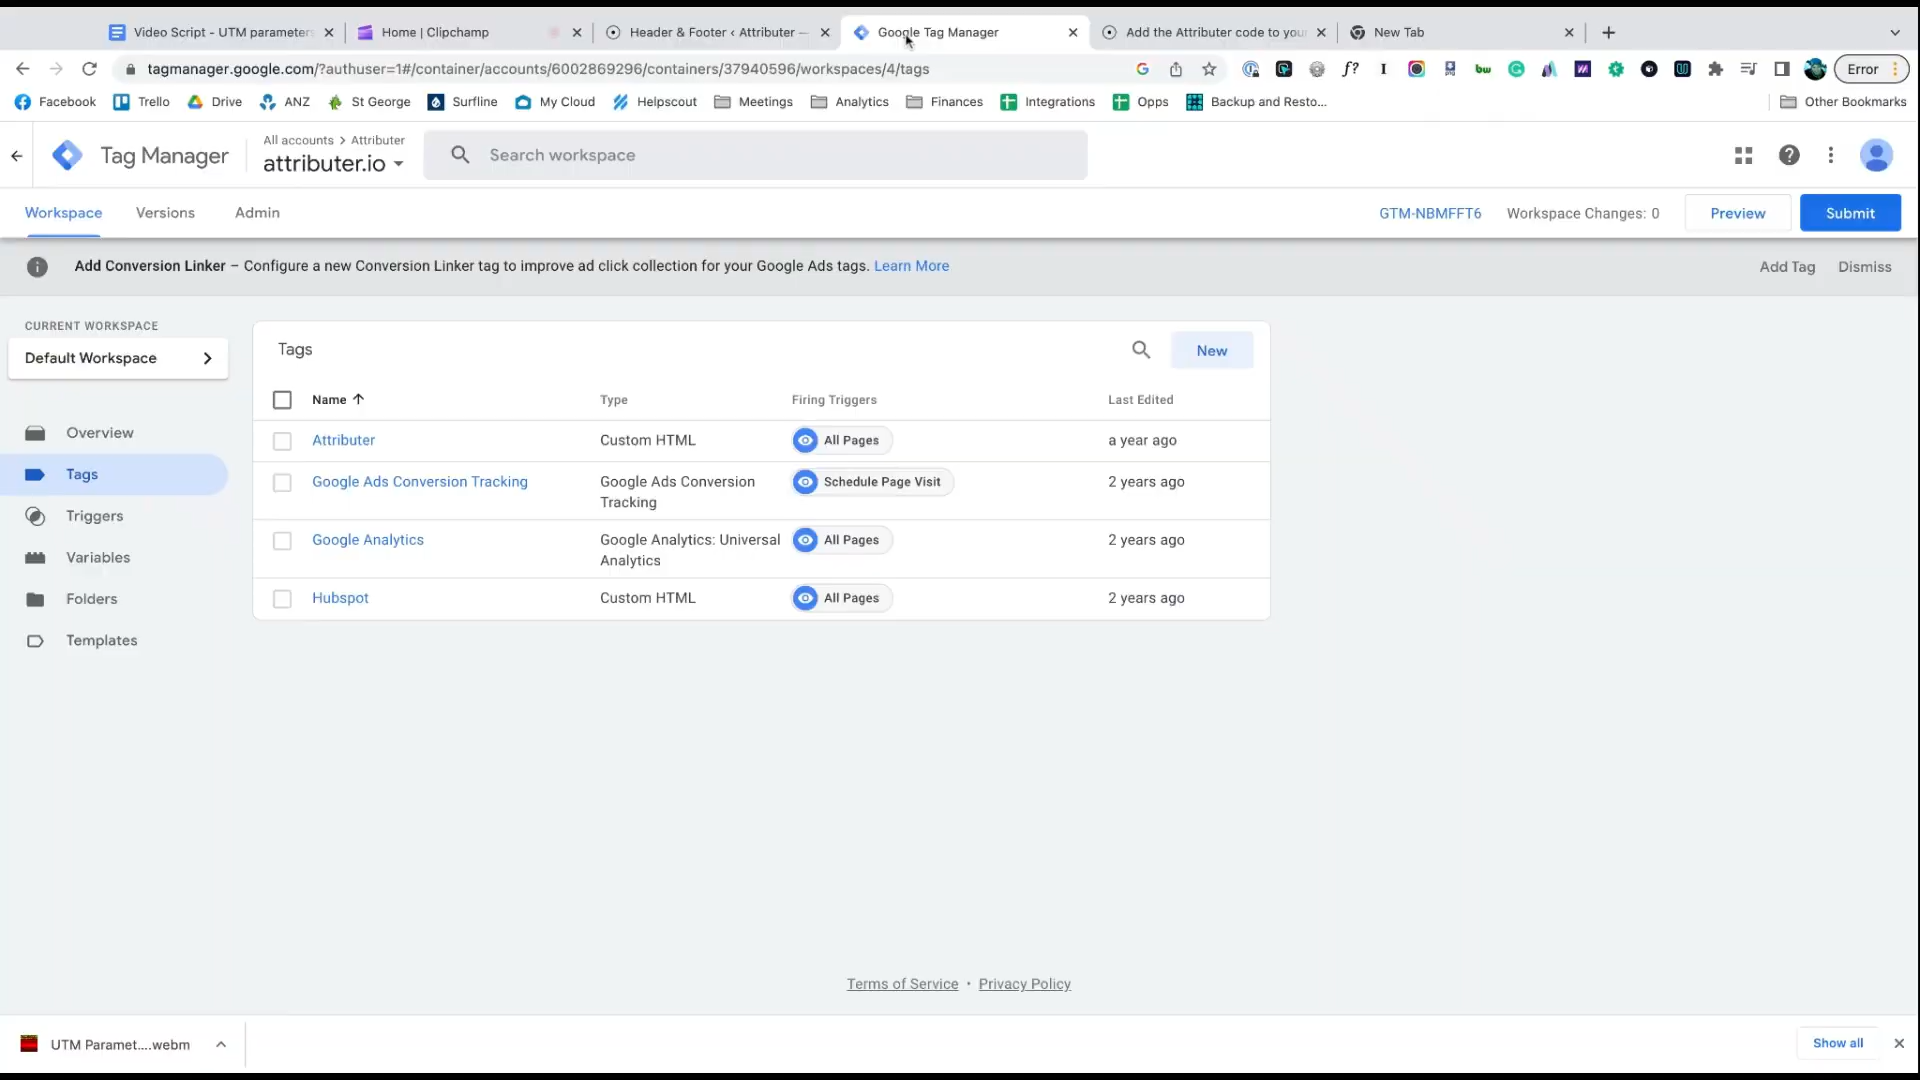 Video Script - UTM parameters
Home | Clipchamp
Header & Footer ‹ Attributer —
Google Tag Manager
Add the Attributer code to you
New Tab
tagmanager.google.com/?authuser=1#/container/accounts/6002869296/containers/37940596/workspaces/4/tags
Error
Facebook
Trello
Drive
ANZ
St George
Surfline
My Cloud
Helpscout
Meetings
Analytics
Finances
Integrations
Opps
Backup and Resto...
Other Bookmarks
Tag Manager
All accounts > Attributer
attributer.io
Search workspace
Workspace
Versions
Admin
GTM-NBMFFT6
Workspace Changes: 0
Preview
Submit
Add Conversion Linker – Configure a new Conversion Linker tag to improve ad click collection for your Google Ads tags. Learn More
Add Tag
Dismiss
CURRENT WORKSPACE
Default Workspace
Overview
Tags
Triggers
Variables
Folders
Templates
Tags
New
Name
Type
Firing Triggers
Last Edited
Attributer
Custom HTML
All Pages
a year ago
Google Ads Conversion Tracking
Google Ads Conversion
Tracking
Schedule Page Visit
2 years ago
Google Analytics
Google Analytics: Universal
Analytics
All Pages
2 years ago
Hubspot
Custom HTML
All Pages
2 years ago
Terms of Service • Privacy Policy
UTM Paramet....webm
Show all